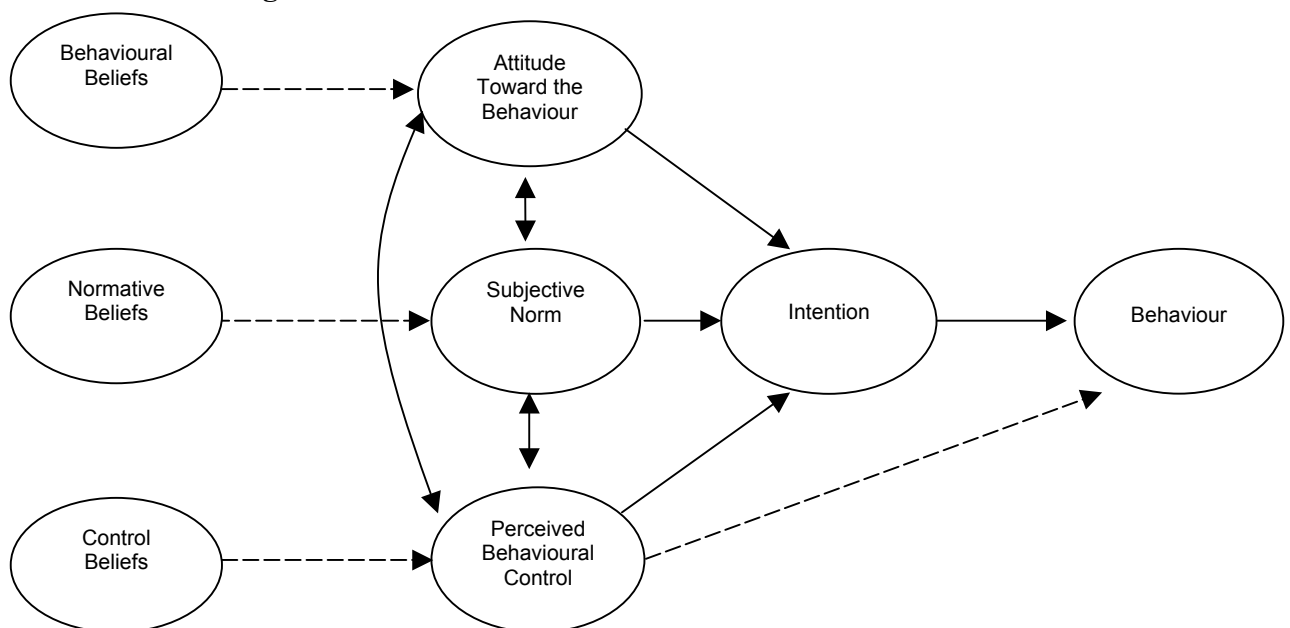 Behavioural
Beliefs
Attitude
Toward the
Behaviour
Normative
Beliefs
Subjective
Norm
Intention
Behaviour
Control
Beliefs
Perceived
Behavioural
Control